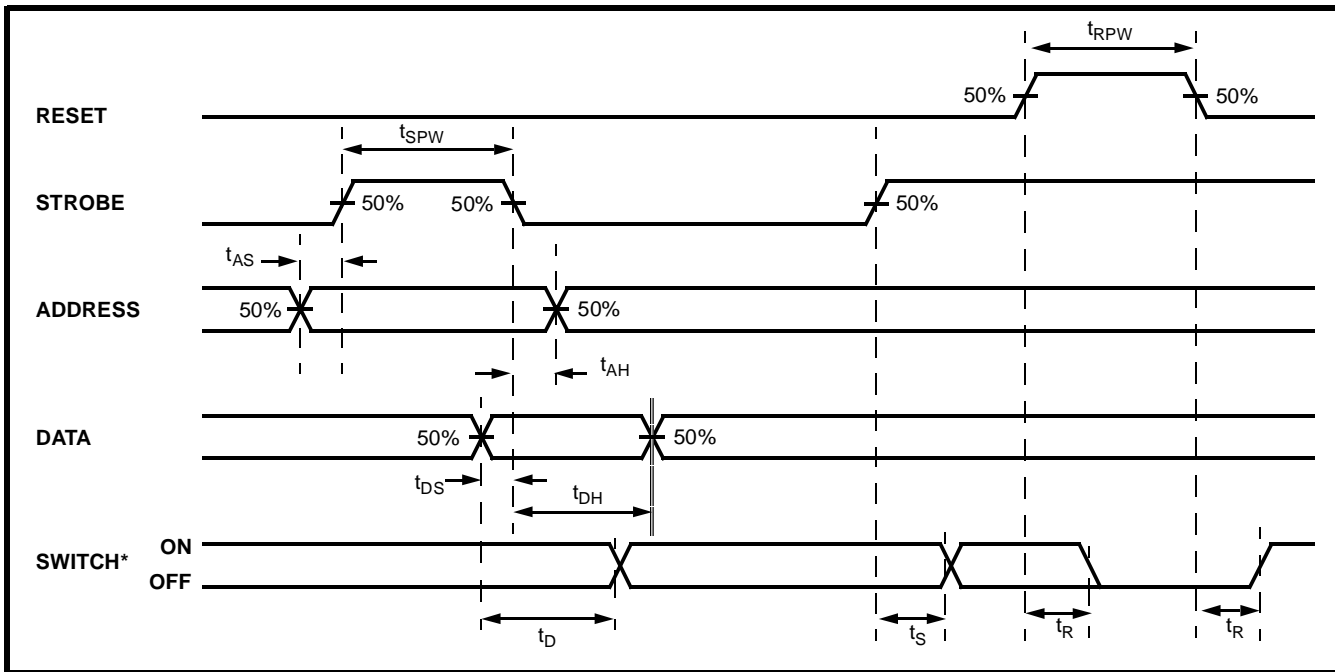 tRPW
50% 50%
RESET
tSPW
STROBE 50% 50% 50%
tAS
ADDRESS 50% 50%
tAH
DATA 50% 50%
tDS tDH
SWITCH* ON
OFF
tD tS tR tR